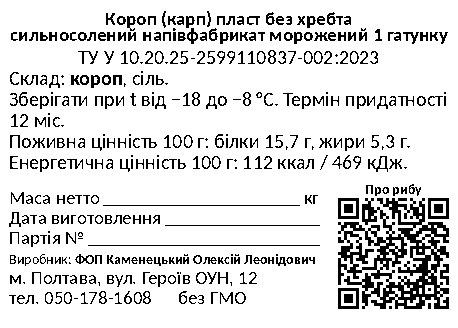 Короп (карп) пласт без хребта
сильносолений напівфабрикат морожений 1 гатунку
ТУ У 10.20.25-2599110837-002:2023
Склад: короп, сіль.
Зберігати при t від −18 до −8 °C. Термін придатності
12 міс.
Поживна цінність 100 г: білки 15,7 г, жири 5,3 г.
Енергетична цінність 100 г: 112 ккал / 469 кДж.
Маса нетто ____________________ кг
Дата виготовлення ________________
Партія № ________________________
Виробник: ФОП Каменецький Олексій Леонідович
м. Полтава, вул. Героїв ОУН, 12
тел. 050-178-1608 без ГМО
Про рибу